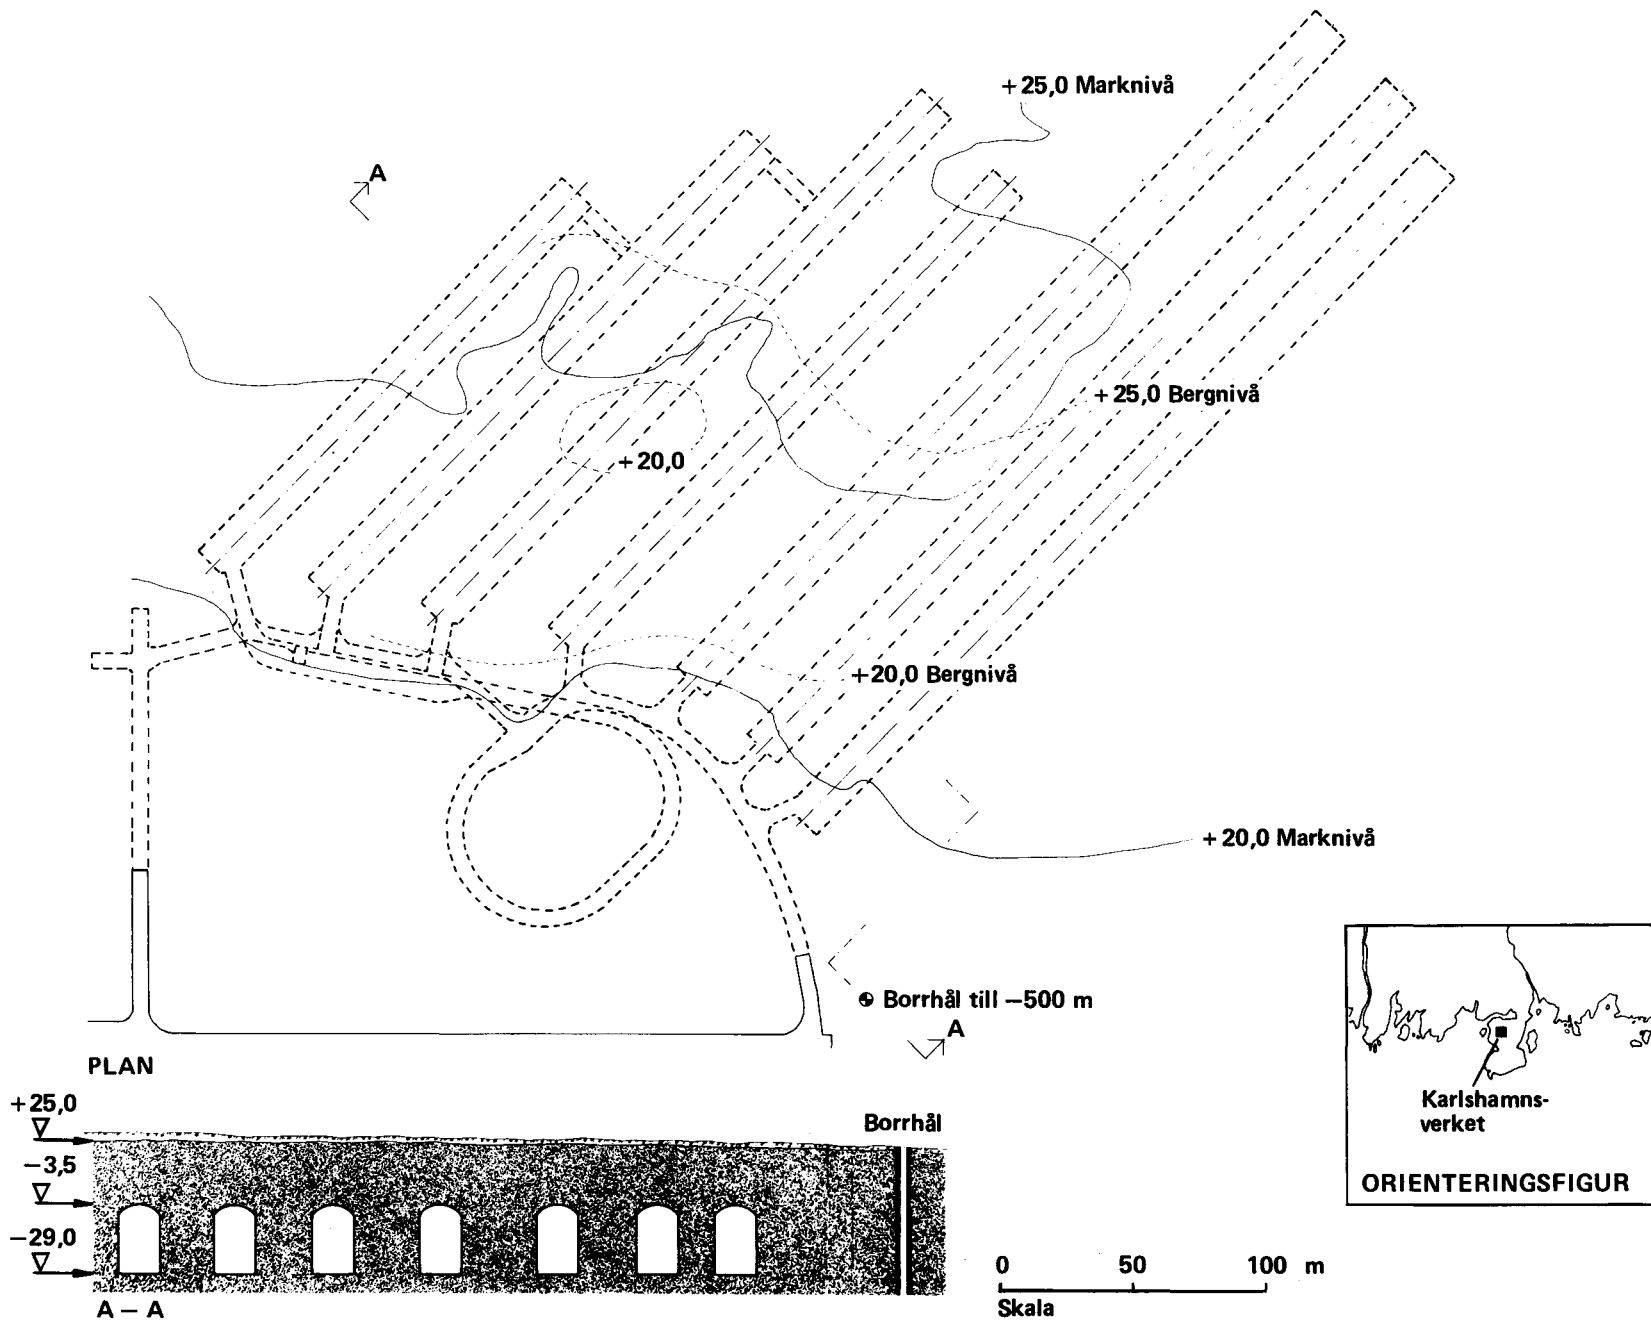 +25,0 Marknivå
A
+25,0 Bergnivå
+20,0
+20,0 Bergnivå
+20,0 Marknivå
Borrhål till –500 m
A
PLAN
+25,0
–3,5
–29,0
Borrhål
A – A
0 50 100 m
Skala
Karlshamns-
verket
ORIENTERINGSFIGUR